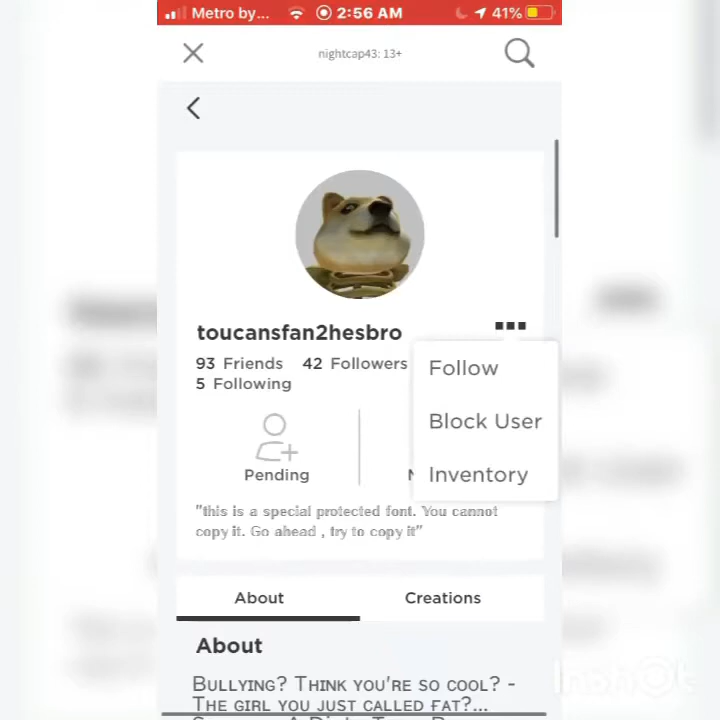 Metro by... 2:56 AM 41%
nightcap43: 13+
toucansfan2hesbro
93 Friends 42 Followers
5 Following
Follow
Block User
Inventory
Pending
"this is a special protected font. You cannot
copy it. Go ahead , try to copy it"
About Creations
About
Bullying? Think you're so cool? -
The girl you just called fat?...
InShot